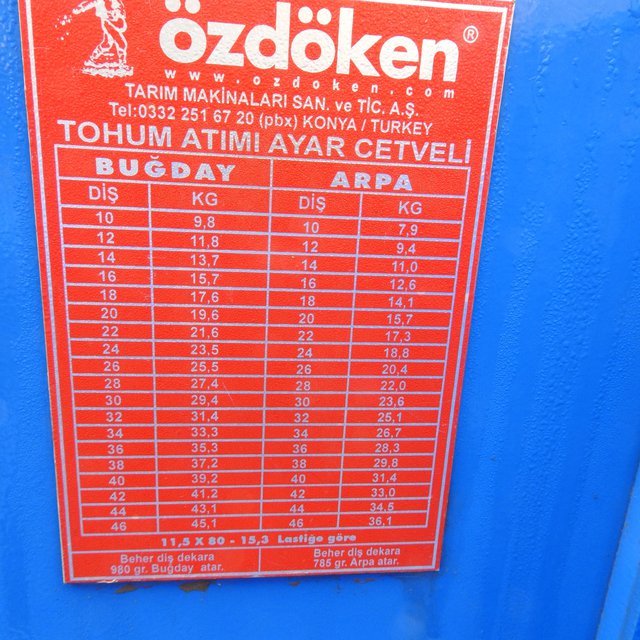 özdöken ®
www.ozdoken.com
TARIM MAKİNALARI SAN. ve TİC. A.Ş.
Tel:0332 251 67 20 (pbx) KONYA / TURKEY
TOHUM ATIMI AYAR CETVELİ
BUĞDAY ARPA
DİŞ KG DİŞ KG
10 9,8 10 7,9
12 11,8 12 9,4
14 13,7 14 11,0
16 15,7 16 12,6
18 17,6 18 14,1
20 19,6 20 15,7
22 21,6 22 17,3
24 23,5 24 18,8
26 25,5 26 20,4
28 27,4 28 22,0
30 29,4 30 23,6
32 31,4 32 25,1
34 33,3 34 26,7
36 35,3 36 28,3
38 37,2 38 29,8
40 39,2 40 31,4
42 41,2 42 33,0
44 43,1 44 34,5
46 45,1 46 36,1
11,5 X 80 - 15,3 Lastiğe göre
Beher diş dekara Beher diş dekara
980 gr. Buğday atar. 785 gr. Arpa atar.